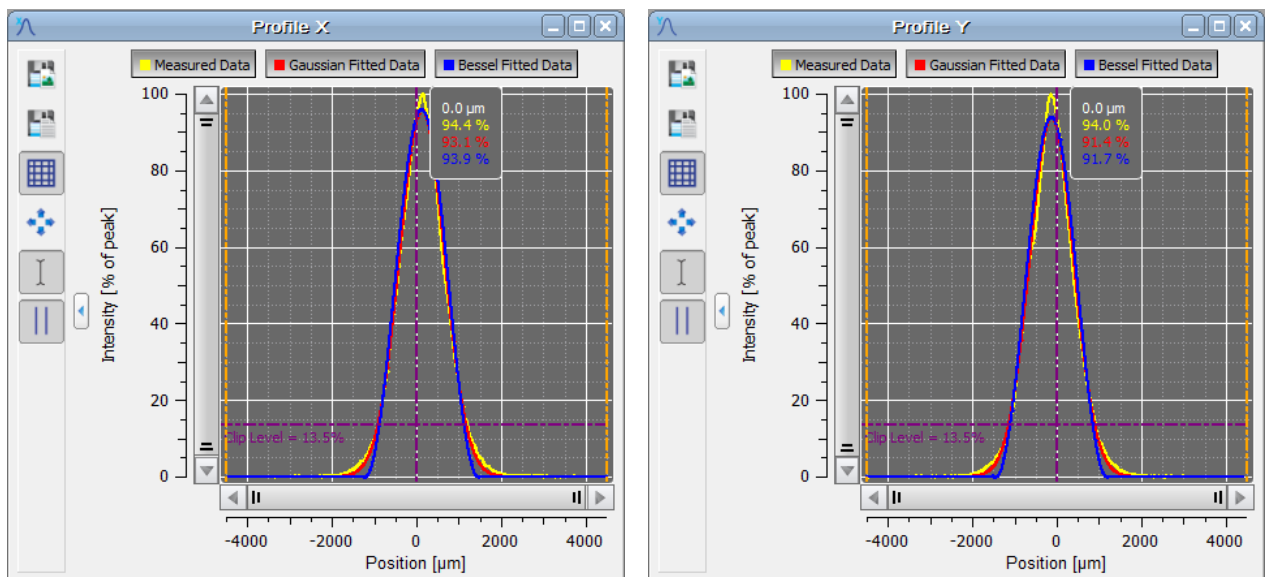 Profile X
Measured Data Gaussian Fitted Data Bessel Fitted Data
100
80
60
40
20
0
Intensity [% of peak]
0.0 µm
94.4 %
93.1 %
93.9 %
Clip Level = 13.5%
-4000 -2000 0 2000 4000
Position [µm]
Profile Y
Measured Data Gaussian Fitted Data Bessel Fitted Data
100
80
60
40
20
0
Intensity [% of peak]
0.0 µm
94.0 %
91.4 %
91.7 %
Clip Level = 13.5%
-4000 -2000 0 2000 4000
Position [µm]